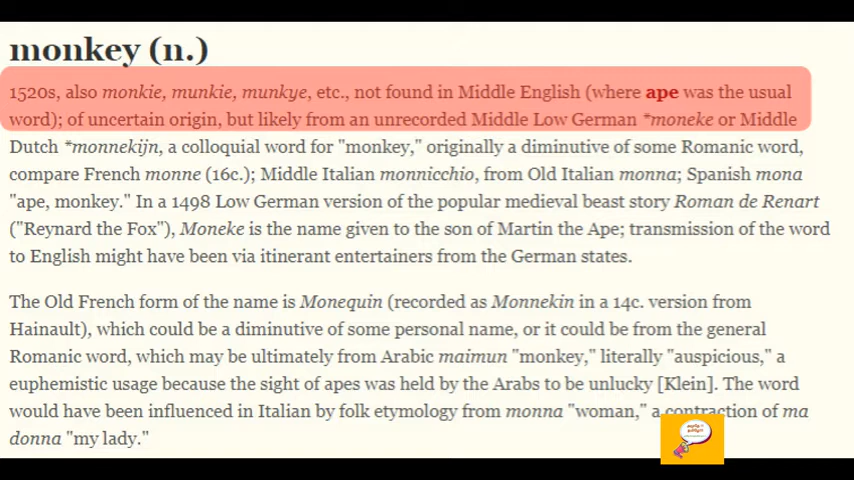 monkey (n.)
1520s, also monkie, munkie, munkye, etc., not found in Middle English (where ape was the usual
word); of uncertain origin, but likely from an unrecorded Middle Low German *moneke or Middle
Dutch *monnekijn, a colloquial word for "monkey," originally a diminutive of some Romanic word,
compare French monne (16c.); Middle Italian monnicchio, from Old Italian monna; Spanish mona
"ape, monkey." In a 1498 Low German version of the popular medieval beast story Roman de Renart
("Reynard the Fox"), Moneke is the name given to the son of Martin the Ape; transmission of the word
to English might have been via itinerant entertainers from the German states.
The Old French form of the name is Monequin (recorded as Monnekin in a 14c. version from
Hainault), which could be a diminutive of some personal name, or it could be from the general
Romanic word, which may be ultimately from Arabic maimun "monkey," literally "auspicious," a
euphemistic usage because the sight of apes was held by the Arabs to be unlucky [Klein]. The word
would have been influenced in Italian by folk etymology from monna "woman," a contraction of ma
donna "my lady."